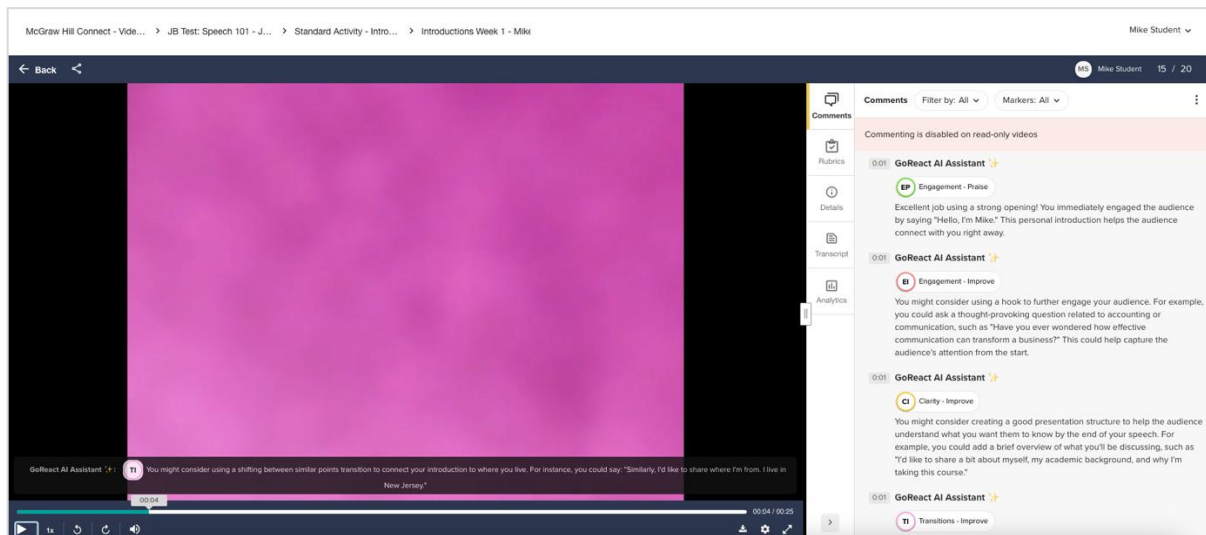 McGraw Hill Connect - Vide... > JB Test: Speech 101 - J... > Standard Activity - Intro... > Introductions Week 1 - Mike
Mike Student
Back
MS Mike Student 15 / 20
Comments
Rubrics
Details
Transcript
Analytics
Comments Filter by: All Markers: All
Commenting is disabled on read-only videos
0:01 GoReact AI Assistant
EP Engagement - Praise
Excellent job using a strong opening! You immediately engaged the audience
by saying "Hello, I'm Mike." This personal introduction helps the audience
connect with you right away.
0:01 GoReact AI Assistant
EI Engagement - Improve
You might consider using a hook to further engage your audience. For example,
you could ask a thought-provoking question related to accounting or
communication, such as "Have you ever wondered how effective
communication can transform a business?" This could help capture the
audience's attention from the start.
0:01 GoReact AI Assistant
CI Clarity - Improve
You might consider creating a good presentation structure to help the audience
understand what you want them to know by the end of your speech. For
example, you could add a brief overview of what you'll be discussing, such as
"I'd like to share a bit about myself, my academic background, and why I'm
taking this course."
0:01 GoReact AI Assistant
TI Transitions - Improve
GoReact AI Assistant : TI You might consider using a shifting between similar points transition to connect your introduction to where you live. For instance, you could say: "Similarly, I'd like to share where I'm from. I live in
New Jersey."
00:04
00:04 / 00:25
1x